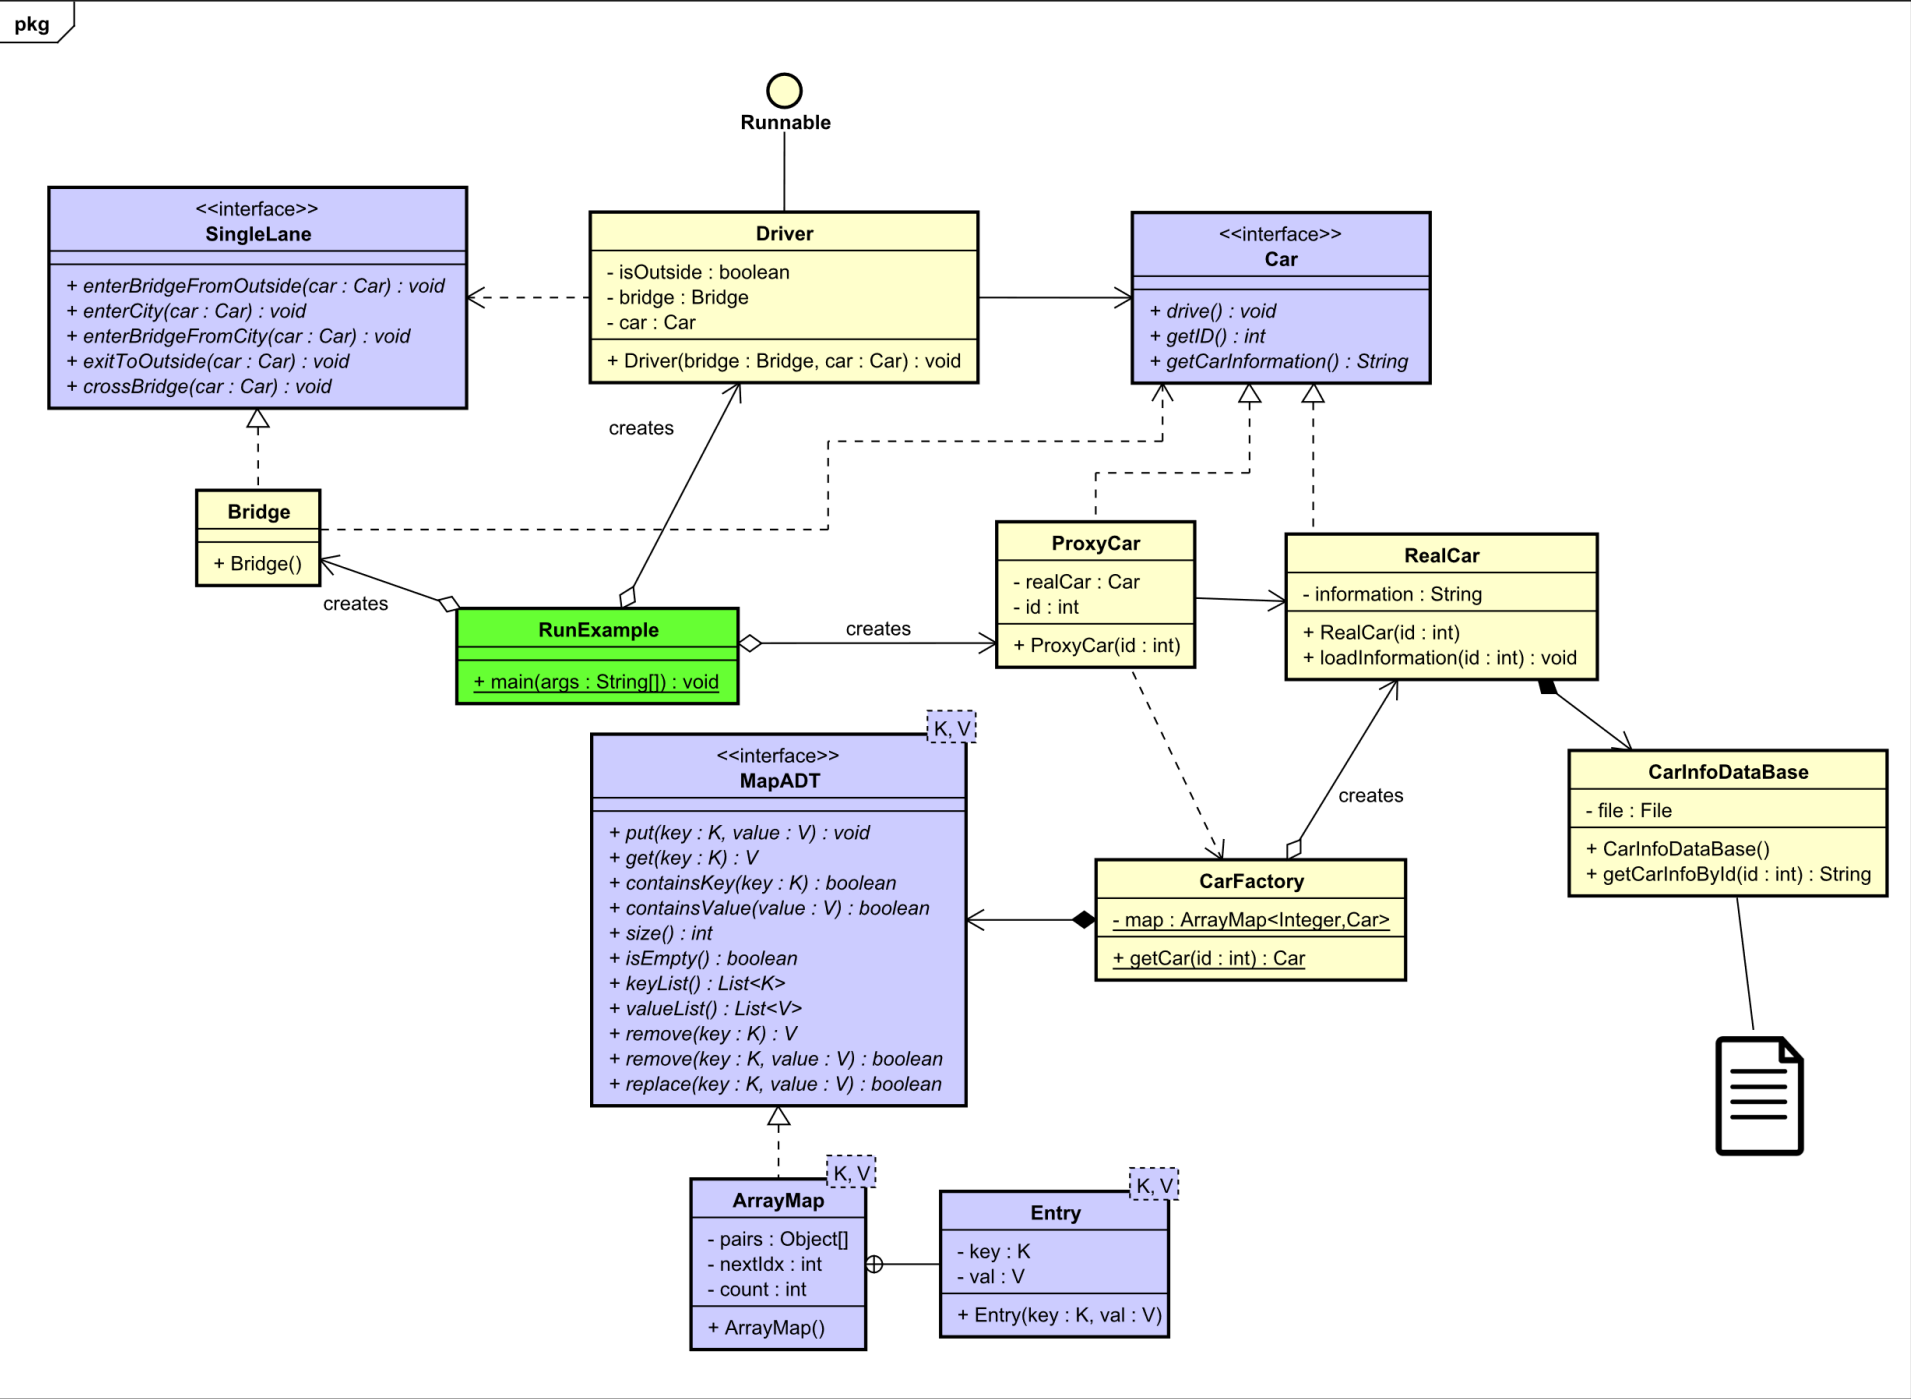 pkg
Runnable
<<interface>>
SingleLane
+ enterBridgeFromOutside(car : Car) : void
+ enterCity(car : Car) : void
+ enterBridgeFromCity(car : Car) : void
+ exitToOutside(car : Car) : void
+ crossBridge(car : Car) : void
Driver
- isOutside : boolean
- bridge : Bridge
- car : Car
+ Driver(bridge : Bridge, car : Car) : void
<<interface>>
Car
+ drive() : void
+ getID() : int
+ getCarInformation() : String
creates
Bridge
+ Bridge()
creates
RunExample
+ main(args : String[]) : void
creates
ProxyCar
- realCar : Car
- id : int
+ ProxyCar(id : int)
RealCar
- information : String
+ RealCar(id : int)
+ loadInformation(id : int) : void
K, V
<<interface>>
MapADT
+ put(key : K, value : V) : void
+ get(key : K) : V
+ containsKey(key : K) : boolean
+ containsValue(value : V) : boolean
+ size() : int
+ isEmpty() : boolean
+ keyList() : List<K>
+ valueList() : List<V>
+ remove(key : K) : V
+ remove(key : K, value : V) : boolean
+ replace(key : K, value : V) : boolean
creates
CarInfoDataBase
- file : File
+ CarInfoDataBase()
+ getCarInfoById(id : int) : String
CarFactory
- map : ArrayMap<Integer,Car>
+ getCar(id : int) : Car
K, V
ArrayMap
- pairs : Object[]
- nextIdx : int
- count : int
+ ArrayMap()
K, V
Entry
- key : K
- val : V
+ Entry(key : K, val : V)